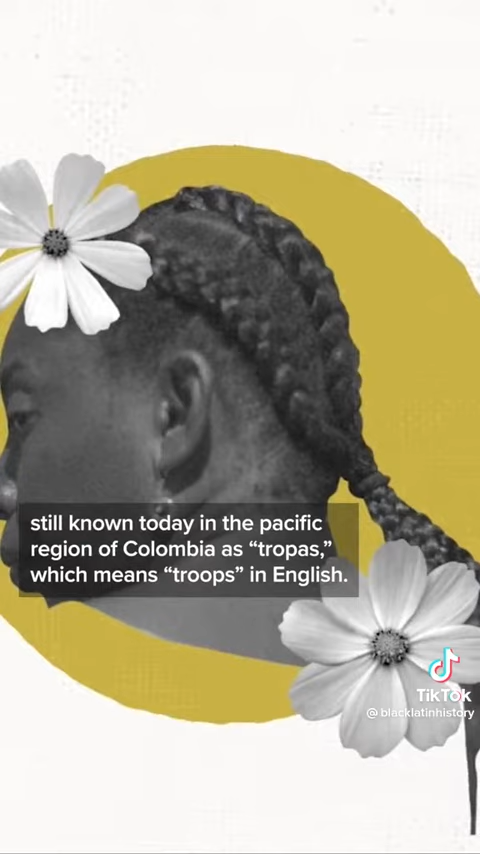 still known today in the pacific
region of Colombia as “tropas,”
which means “troops” in English.
TikTok
@blacklatinhistory